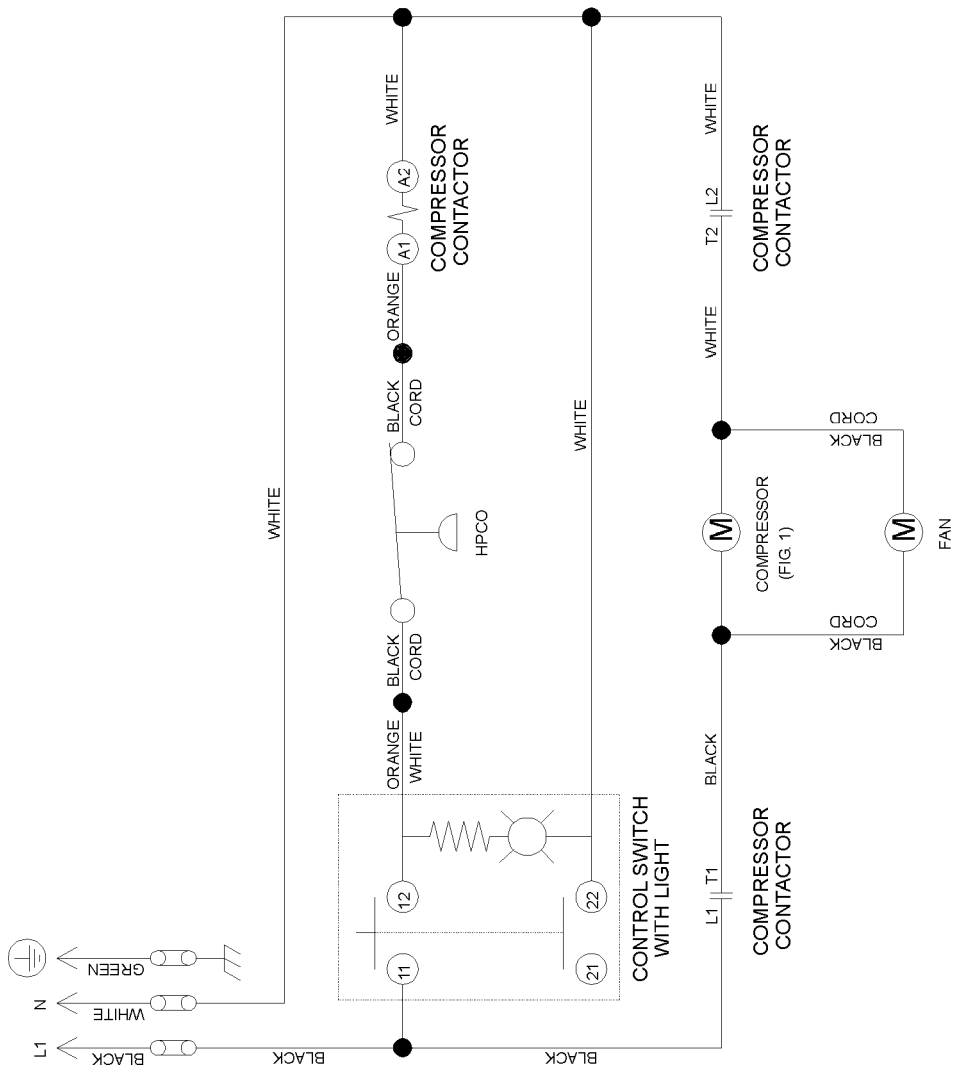 WHITE
COMPRESSOR
CONTACTOR
A1
A2
ORANGE
BLACK
CORD
HPCO
BLACK
CORD
ORANGE
WHITE
WHITE
WHITE
WHITE
L2
T2
COMPRESSOR
CONTACTOR
WHITE
BLACK
CORD
M
COMPRESSOR
(FIG. 1)
M
FAN
BLACK
CORD
BLACK
T1
L1
COMPRESSOR
CONTACTOR
12
11
22
21
CONTROL SWITCH
WITH LIGHT
GREEN
N
WHITE
L1
BLACK
BLACK
BLACK
BLACK